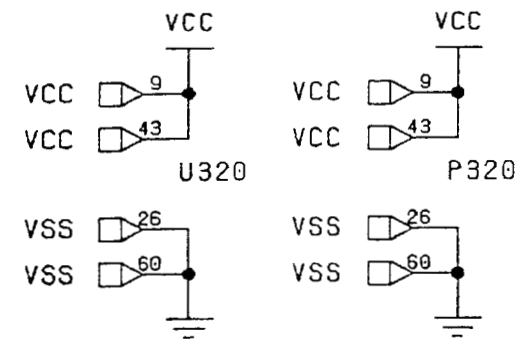 VCC VCC
VCC 9 VCC 9
VCC 43 VCC 43
U320 P320
VSS 26 VSS 26
VSS 60 VSS 60